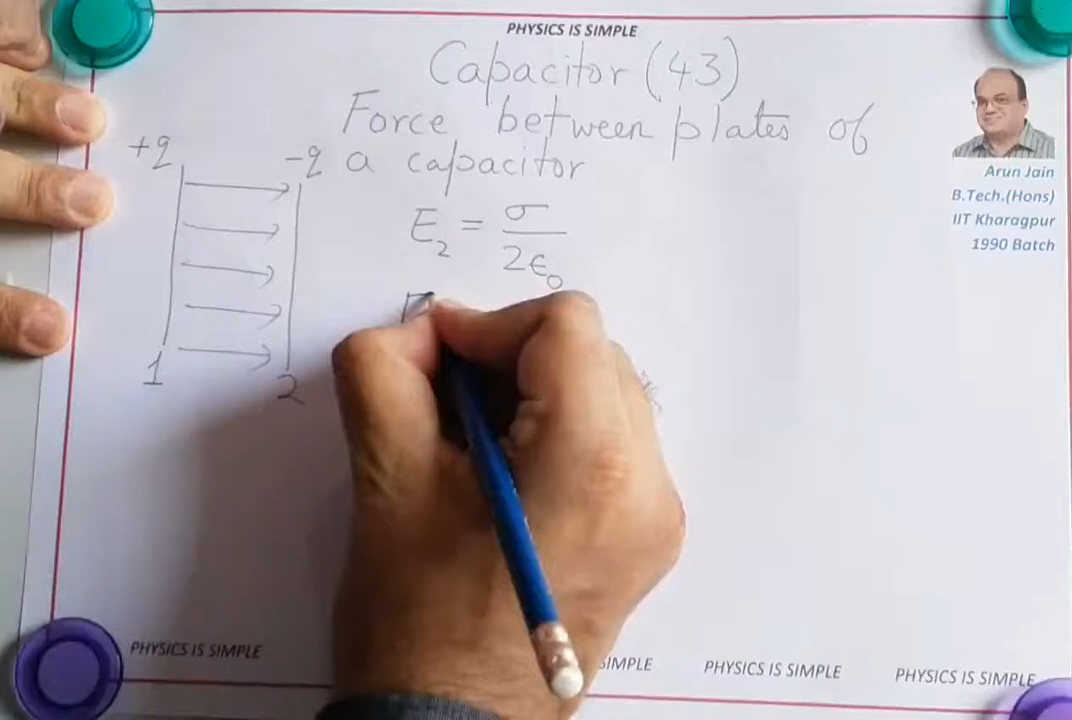 PHYSICS IS SIMPLE
Capacitor (43)
Force between plates of
a capacitor
+q
-q
E₂ = σ / 2ε₀
1
2
Arun Jain
B.Tech.(Hons)
IIT Kharagpur
1990 Batch
PHYSICS IS SIMPLE
SIMPLE
PHYSICS IS SIMPLE
PHYSICS IS SIMPLE